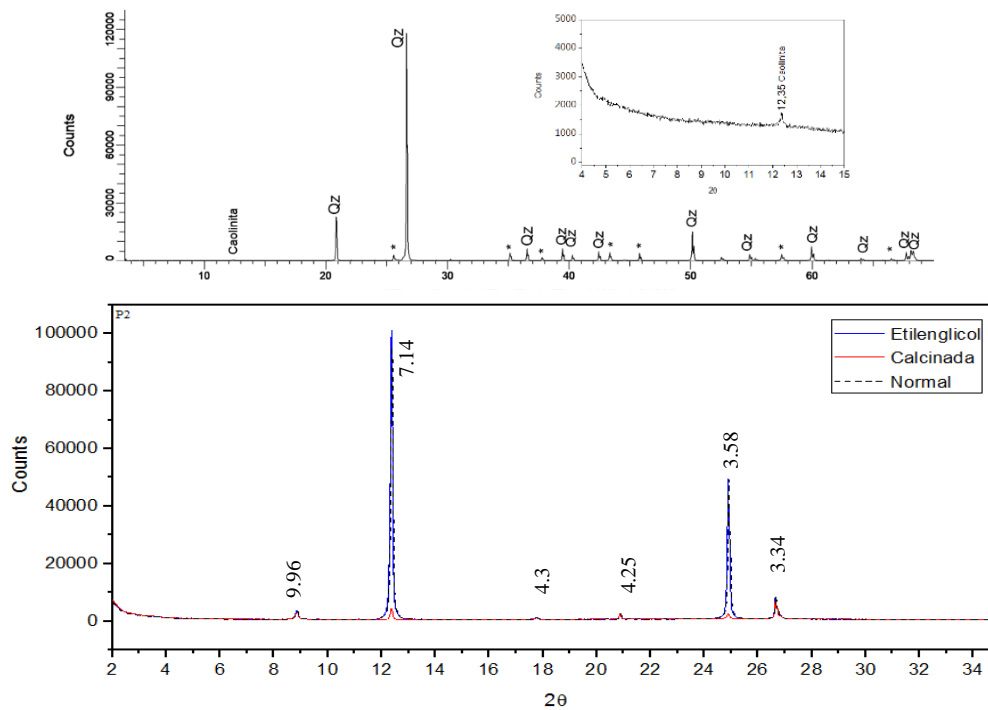 Counts
120000
90000
60000
30000
0
Caolinita
Qz
*
Qz
*
Qz
*
Qz
Qz
Qz
*
*
Qz
Qz
*
Qz
Qz
*
Qz
Qz
10
20
30
40
50
60
Counts
5000
4000
3000
2000
1000
0
12,35 Caolinita
4 5 6 7 8 9 10 11 12 13 14 15
2θ
P2
Counts
100000
80000
60000
40000
20000
0
9.96
7.14
4.3
4.25
3.58
3.34
Etilenglicol
Calcinada
Normal
2 4 6 8 10 12 14 16 18 20 22 24 26 28 30 32 34
2θ